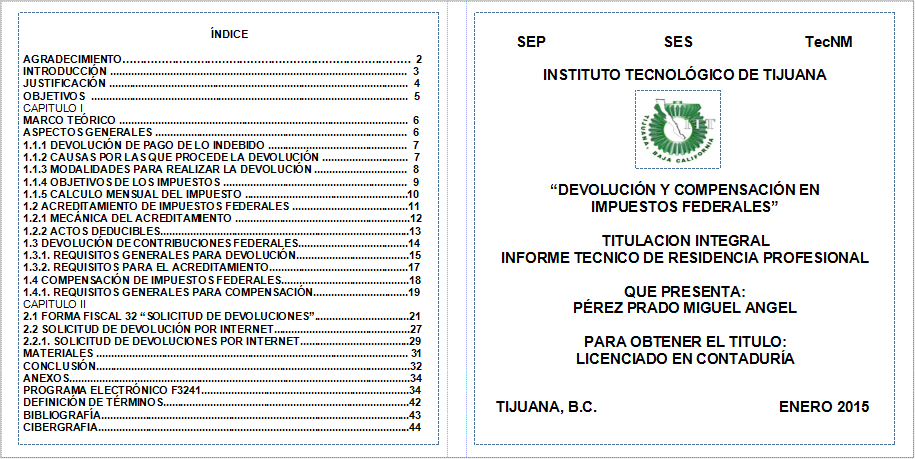 ÍNDICE
AGRADECIMIENTO……………………………………………………………… 2
INTRODUCCIÓN ........................................................................................ 3
JUSTIFICACIÓN ........................................................................................ 4
OBJETIVOS ............................................................................................. 5
CAPITULO I
MARCO TEÓRICO ..................................................................................... 6
ASPECTOS GENERALES ........................................................................... 6
1.1.1 DEVOLUCIÓN DE PAGO DE LO INDEBIDO ........................................... 7
1.1.2 CAUSAS POR LAS QUE PROCEDE LA DEVOLUCIÓN .......................... 7
1.1.3 MODALIDADES PARA REALIZAR LA DEVOLUCIÓN ............................ 8
1.1.4 OBJETIVOS DE LOS IMPUESTOS ........................................................ 9
1.1.5 CALCULO MENSUAL DEL IMPUESTO .................................................10
1.2 ACREDITAMIENTO DE IMPUESTOS FEDERALES ...................................11
1.2.1 MECÁNICA DEL ACREDITAMIENTO ....................................................12
1.2.2 ACTOS DEDUCIBLES...........................................................................13
1.3 DEVOLUCIÓN DE CONTRIBUCIONES FEDERALES.................................14
1.3.1. REQUISITOS GENERALES PARA DEVOLUCIÓN..................................15
1.3.2. REQUISITOS PARA EL ACREDITAMIENTO..........................................17
1.4 COMPENSACIÓN DE IMPUESTOS FEDERALES......................................18
1.4.1. REQUISITOS GENERALES PARA COMPENSACIÓN.............................19
CAPITULO II
2.1 FORMA FISCAL 32 “SOLICITUD DE DEVOLUCIONES”............................21
2.2 SOLICITUD DE DEVOLUCIÓN POR INTERNET........................................27
2.2.1. SOLICITUD DE DEVOLUCIONES POR INTERNET.................................29
MATERIALES .......................................................................................... 31
CONCLUSIÓN............................................................................................32
ANEXOS....................................................................................................34
PROGRAMA ELECTRÓNICO F3241.............................................................34
DEFINICIÓN DE TÉRMINOS........................................................................42
BIBLIOGRAFÍA...........................................................................................43
CIBERGRAFIA............................................................................................44
SEP SES TecNM
INSTITUTO TECNOLÓGICO DE TIJUANA
ITT
TIJUANA, BAJA CALIFORNIA
“DEVOLUCIÓN Y COMPENSACIÓN EN
IMPUESTOS FEDERALES”
TITULACION INTEGRAL
INFORME TECNICO DE RESIDENCIA PROFESIONAL
QUE PRESENTA:
PÉREZ PRADO MIGUEL ANGEL
PARA OBTENER EL TITULO:
LICENCIADO EN CONTADURÍA
TIJUANA, B.C. ENERO 2015